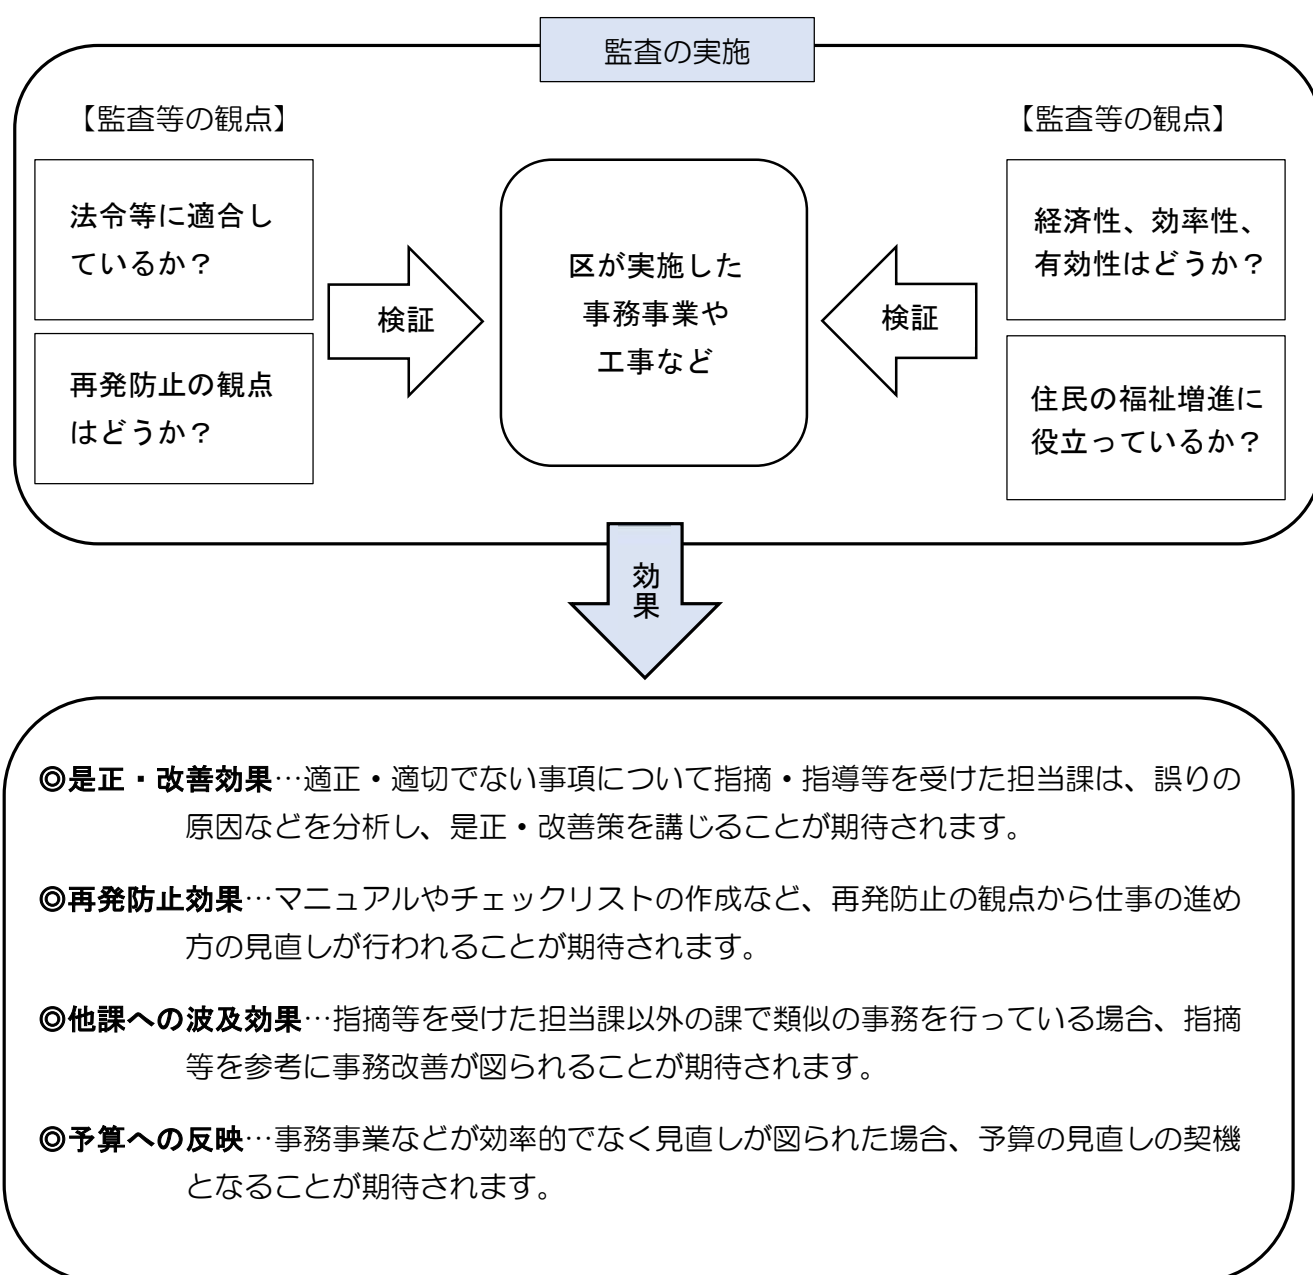 監査の実施
【監査等の観点】
法令等に適合し
ているか？
再発防止の観点
はどうか？
検証
区が実施した
事務事業や
工事など
検証
【監査等の観点】
経済性、効率性、
有効性はどうか？
住民の福祉増進に
役立っているか？
効果
◎是正・改善効果…適正・適切でない事項について指摘・指導等を受けた担当課は、誤りの
原因などを分析し、是正・改善策を講じることが期待されます。
◎再発防止効果…マニュアルやチェックリストの作成など、再発防止の観点から仕事の進め
方の見直しが行われることが期待されます。
◎他課への波及効果…指摘等を受けた担当課以外の課で類似の事務を行っている場合、指摘
等を参考に事務改善が図られることが期待されます。
◎予算への反映…事務事業などが効率的でなく見直しが図られた場合、予算の見直しの契機
となることが期待されます。